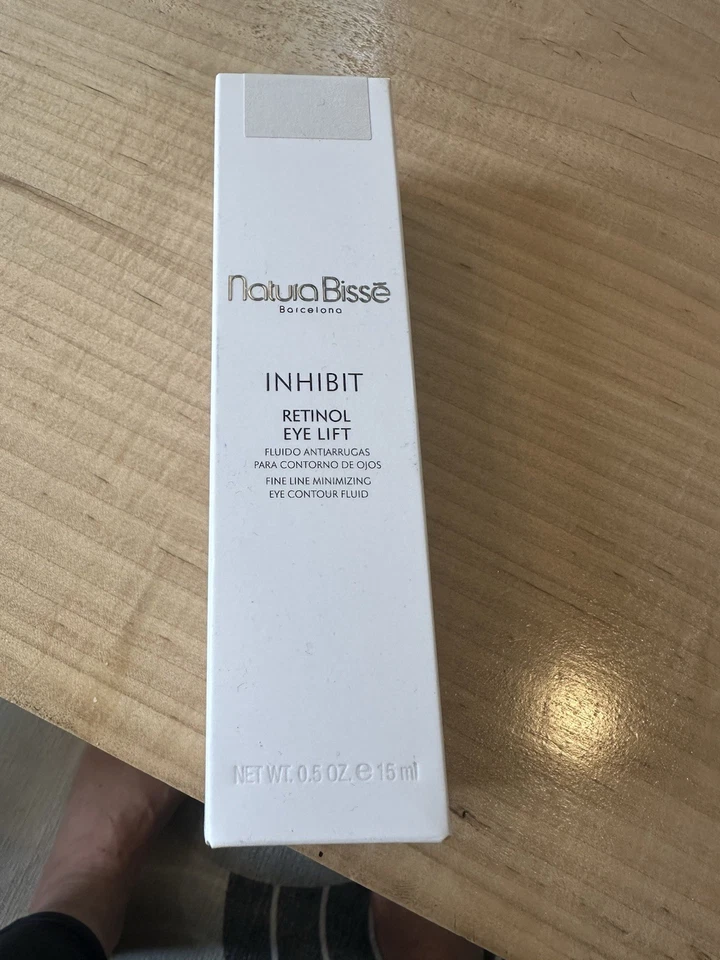 Natura Bissé
Barcelona
INHIBIT
RETINOL
EYE LIFT
FLUIDO ANTIARRUGAS
PARA CONTORNO DE OJOS
FINE LINE MINIMIZING
EYE CONTOUR FLUID
NET WT. 0.5 OZ. ℮ 15 ml